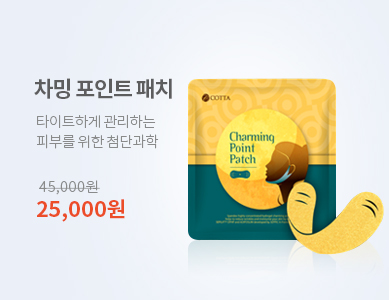 차밍 포인트 패치
타이트하게 관리하는
피부를 위한 첨단과학
45,000원
25,000원
COTTA
Charming
Point
Patch